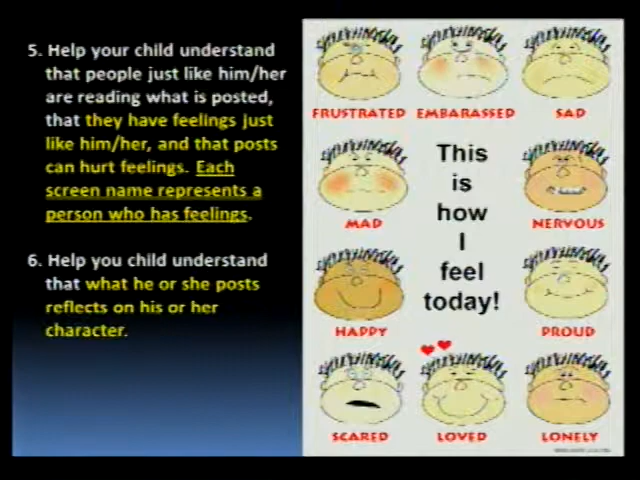 5. Help your child understand
that people just like him/her
are reading what is posted,
that they have feelings just
like him/her, and that posts
can hurt feelings. Each
screen name represents a
person who has feelings.
6. Help you child understand
that what he or she posts
reflects on his or her
character.
FRUSTRATED EMBARASSED SAD
This
is
how
I
feel
today!
MAD
NERVOUS
HAPPY
PROUD
SCARED LOVED LONELY